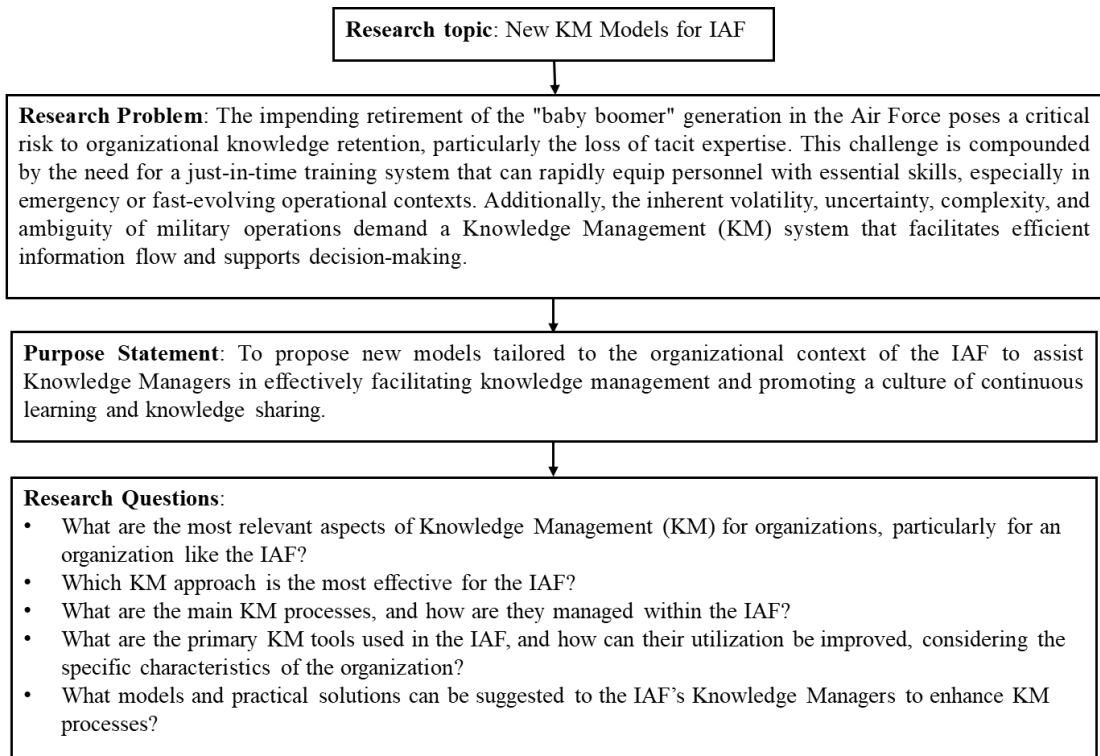 Research topic: New KM Models for IAF
Research Problem: The impending retirement of the "baby boomer" generation in the Air Force poses a critical
risk to organizational knowledge retention, particularly the loss of tacit expertise. This challenge is compounded
by the need for a just-in-time training system that can rapidly equip personnel with essential skills, especially in
emergency or fast-evolving operational contexts. Additionally, the inherent volatility, uncertainty, complexity, and
ambiguity of military operations demand a Knowledge Management (KM) system that facilitates efficient
information flow and supports decision-making.
Purpose Statement: To propose new models tailored to the organizational context of the IAF to assist
Knowledge Managers in effectively facilitating knowledge management and promoting a culture of continuous
learning and knowledge sharing.
Research Questions:
• What are the most relevant aspects of Knowledge Management (KM) for organizations, particularly for an
organization like the IAF?
• Which KM approach is the most effective for the IAF?
• What are the main KM processes, and how are they managed within the IAF?
• What are the primary KM tools used in the IAF, and how can their utilization be improved, considering the
specific characteristics of the organization?
• What models and practical solutions can be suggested to the IAF's Knowledge Managers to enhance KM
processes?